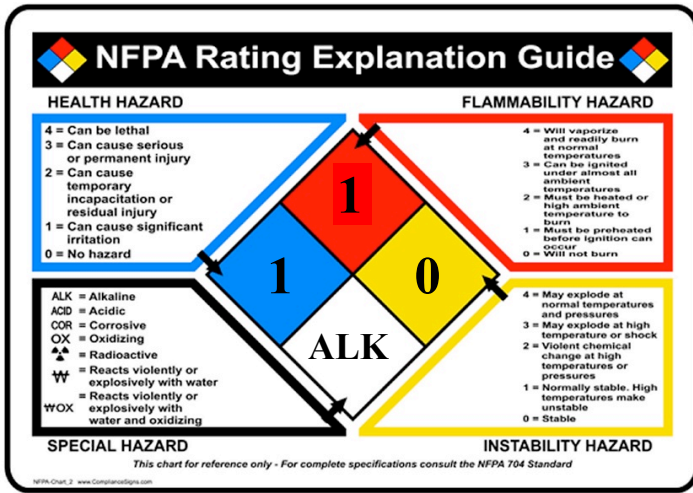 NFPA Rating Explanation Guide
HEALTH HAZARD
4 = Can be lethal
3 = Can cause serious
or permanent injury
2 = Can cause
temporary
incapacitation or
residual injury
1 = Can cause significant
irritation
0 = No hazard
FLAMMABILITY HAZARD
4 = Will vaporize
and readily burn
at normal
temperatures
3 = Can be ignited
under almost all
ambient
temperatures
2 = Must be heated or
high ambient
temperature to
burn
1 = Must be preheated
before ignition can
occur
0 = Will not burn
1
1
0
ALK
ALK = Alkaline
ACID = Acidic
COR = Corrosive
OX = Oxidizing
= Radioactive
W = Reacts violently or
explosively with water
= Reacts violently or
WOX explosively with
water and oxidizing
SPECIAL HAZARD
4 = May explode at
normal temperatures
and pressures
3 = May explode at high
temperature or shock
2 = Violent chemical
change at high
temperatures or
pressures
1 = Normally stable. High
temperatures make
unstable
0 = Stable
INSTABILITY HAZARD
This chart for reference only - For complete specifications consult the NFPA 704 Standard
NFPA-Chart_2 www.ComplianceSigns.com